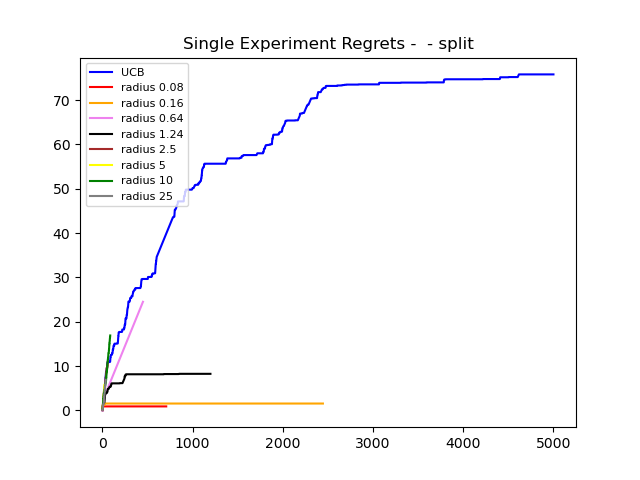 Single Experiment Regrets -  - split
UCB
radius 0.08
radius 0.16
radius 0.64
radius 1.24
radius 2.5
radius 5
radius 10
radius 25
70
60
50
40
30
20
10
0
0 1000 2000 3000 4000 5000